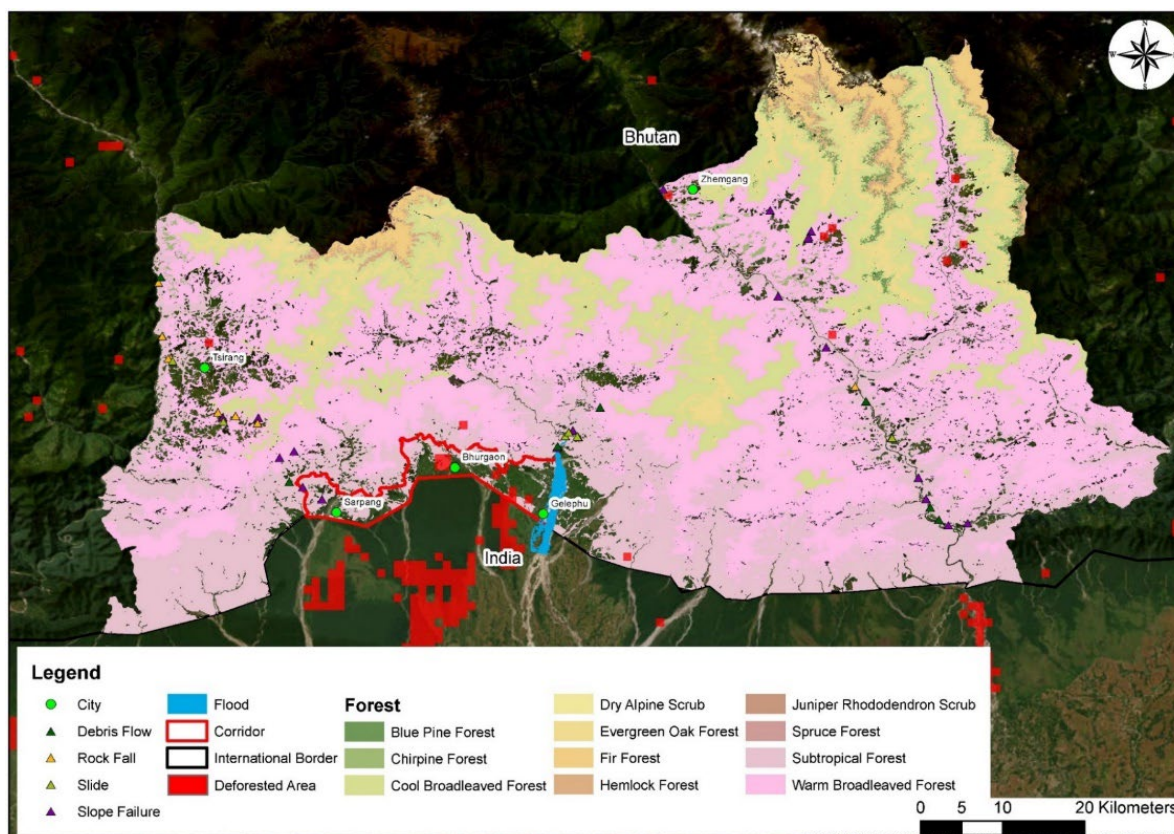 N
W
E
S
Bhutan
Zhemgang
Tsirang
Bhurgaon
Sarpang
Gelephu
India
Legend
City
Debris Flow
Rock Fall
Slide
Slope Failure
Flood
Corridor
International Border
Deforested Area
Forest
Blue Pine Forest
Chirpine Forest
Cool Broadleaved Forest
Dry Alpine Scrub
Evergreen Oak Forest
Fir Forest
Hemlock Forest
Juniper Rhododendron Scrub
Spruce Forest
Subtropical Forest
Warm Broadleaved Forest
0 5 10 20 Kilometers